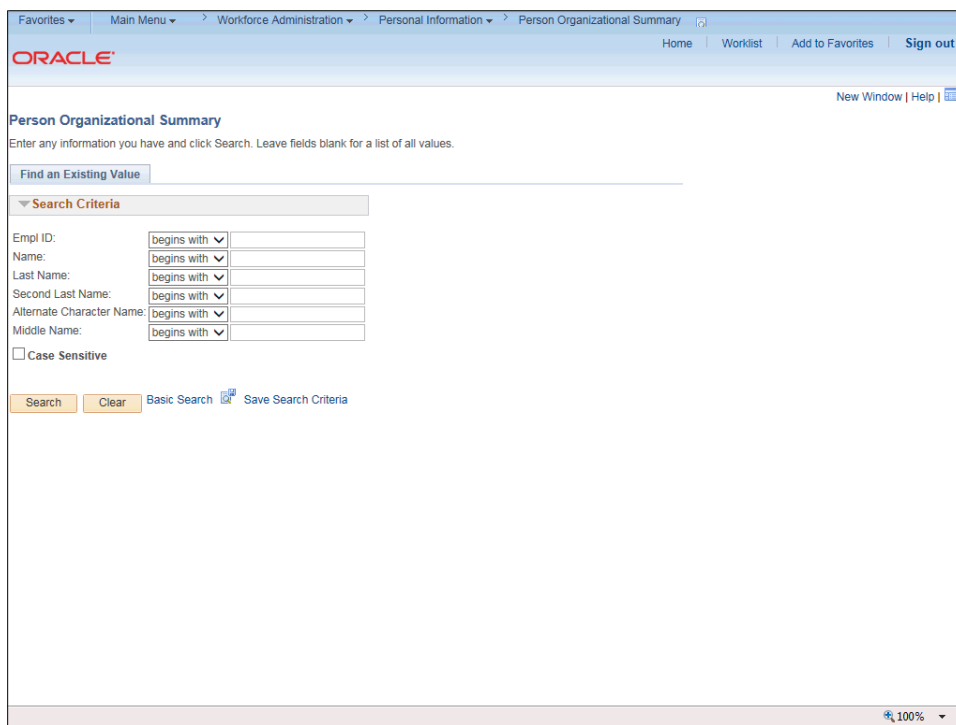 Favorites Main Menu > Workforce Administration > Personal Information > Person Organizational Summary
Home Worklist Add to Favorites Sign out
ORACLE
New Window | Help |
Person Organizational Summary
Enter any information you have and click Search. Leave fields blank for a list of all values.
Find an Existing Value
Search Criteria
Empl ID: begins with
Name: begins with
Last Name: begins with
Second Last Name: begins with
Alternate Character Name: begins with
Middle Name: begins with
Case Sensitive
Search Clear Basic Search Save Search Criteria
100%